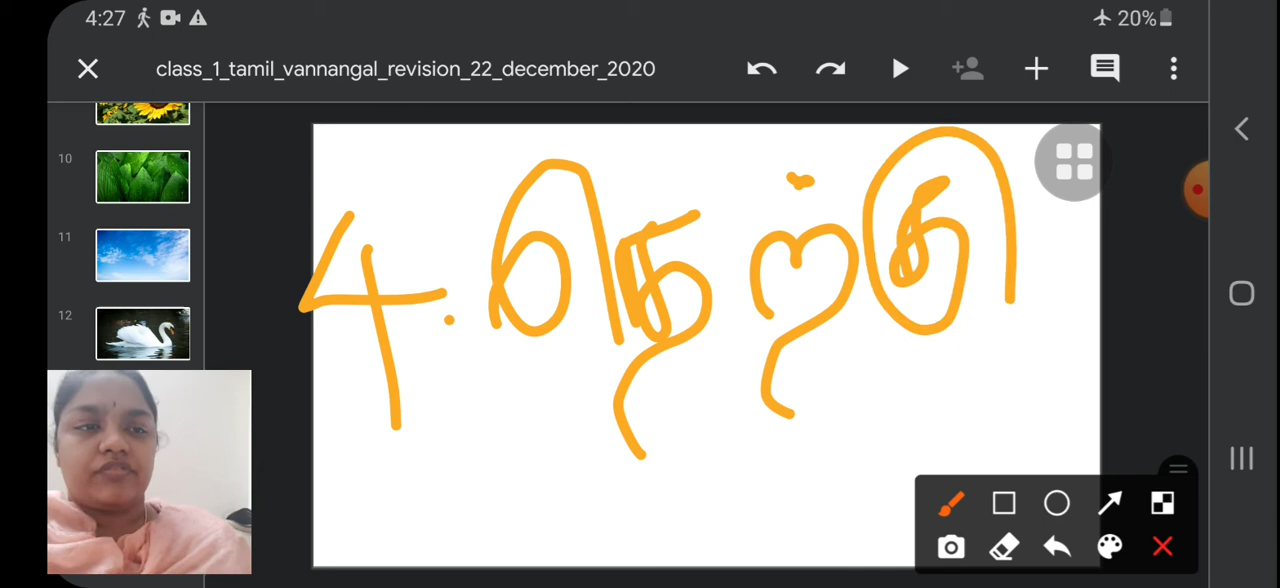 4:27
20%
class_1_tamil_vannangal_revision_22_december_2020
10
11
12
4. நெற்தி